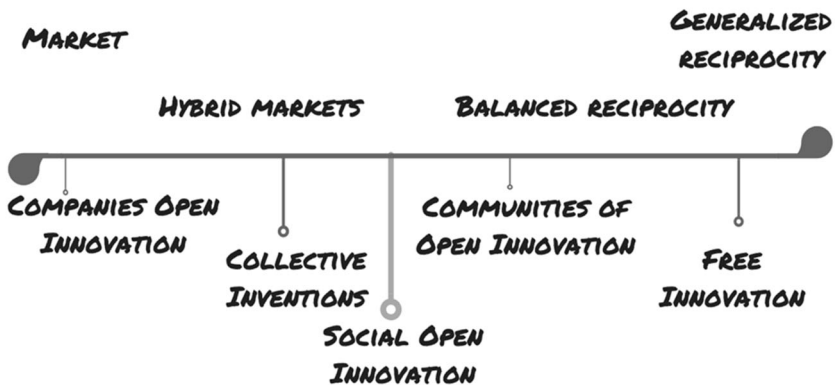 Market
Generalized
reciprocity
Hybrid markets
Balanced reciprocity
Companies Open
Innovation
Collective
Inventions
Social Open
Innovation
Communities of
Open Innovation
Free
Innovation